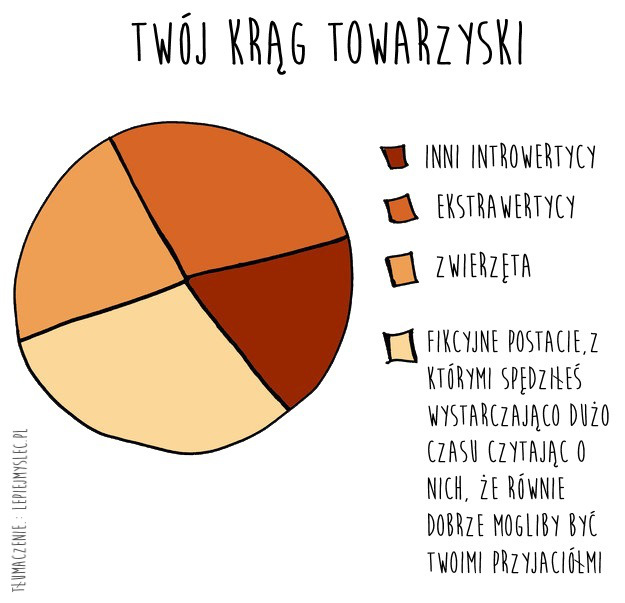 TWÓJ KRĄG TOWARZYSKI
INNI INTROWERTYCY
EKSTRAWERTYCY
ZWIERZĘTA
FIKCYJNE POSTACIE,Z
KTÓRYMI SPĘDZIŁEŚ
WYSTARCZAJĄCO DUŻO
CZASU CZYTAJĄC O
NICH, ŻE RÓWNIE
DOBRZE MOGLIBY BYĆ
TWOIMI PRZYJACIÓŁMI
TŁUMACZENIE.: LEPIEJMYSLEC.PL